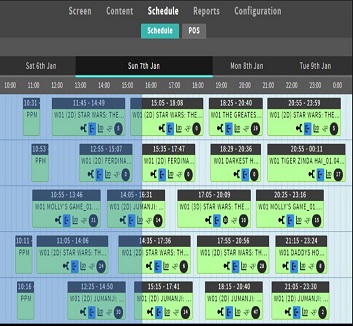 Screen Content Schedule Reports Configuration
Schedule POS
Sat 6th Jan Sun 7th Jan Mon 8th Jan Tue 9th Jan
10:00 11:00 12:00 13:00 14:00 15:00 16:00 17:00 18:00 19:00 20:00 21:00 22:00 23:00 0:00
10:31 - 11:45 - 14:49 15:05 - 18:08 18:25 - 20:40 20:55 - 23:59
PPM W01 (2D) STAR WARS: THE... W01 (2D) STAR WARS: THE... W01 THE GREATES... W01 (2D) STAR WARS: THE...
10:53 12:55 - 15:07 15:35 - 17:47 18:29 - 20:36 20:55 - 00:11
PPM W01 (2D) FERDINA... W01 (2D) FERDINA... W01 DARKEST H... W01 TIGER ZINDA HAI_01.04...
10:55 - 13:46 14:05 - 16:31 17:05 - 20:09 20:25 - 23:16
W01 MOLLY'S GAME_01.... W01 (2D) STAR... W01 (3D) STAR WARS: THE... W01 MOLLY'S GAME_01....
10:11 - 11:05 - 14:06 14:35 - 17:36 17:55 - 20:56 21:15 - 23:24
PPM W01 (2D) STAR WARS: THE... W01 (2D) STAR WARS: THE... W01 (2D) STAR WARS: THE... W01 DADDYS HO...
10:16 - 12:25 - 14:50 15:15 - 17:41 18:15 - 20:40 21:05 - 23:30
PPM W01 (2D) JUMANJI: ... W01 (2D) JUMANJI: ... W01 (2D) JUMANJI: ... W01 (2D) JUMANJI: ...